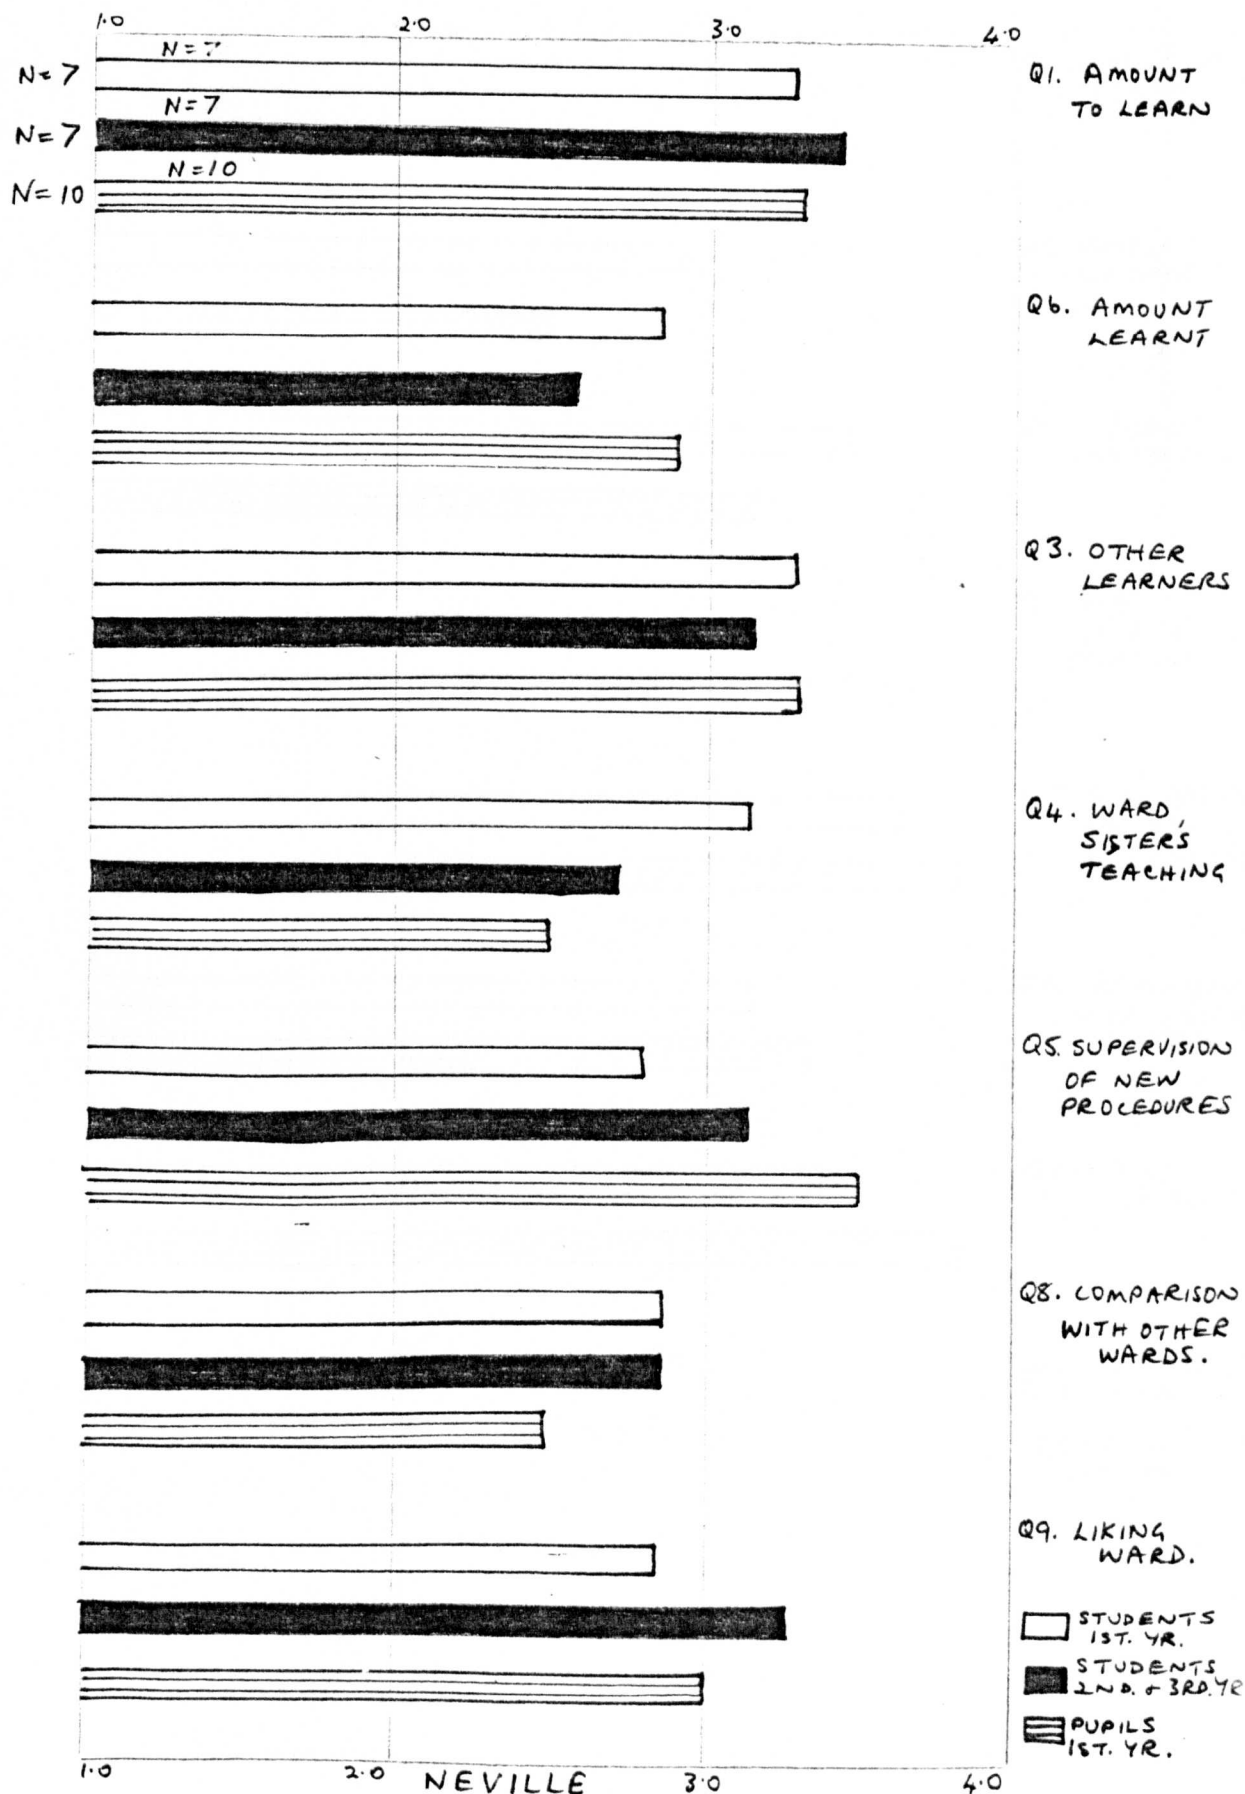 1.0 2.0 3.0 4.0
N=7
N=7
N=7
N=7
N=10
N=10
Q1. AMOUNT
TO LEARN
Q6. AMOUNT
LEARNT
Q3. OTHER
LEARNERS
Q4. WARD
SISTER'S
TEACHING
Q5. SUPERVISION
OF NEW
PROCEDURES
Q8. COMPARISON
WITH OTHER
WARDS.
Q9. LIKING
WARD.
STUDENTS
1ST. YR.
STUDENTS
2ND. & 3RD. YR
PUPILS
1ST. YR.
1.0 2.0 3.0 4.0
NEVILLE